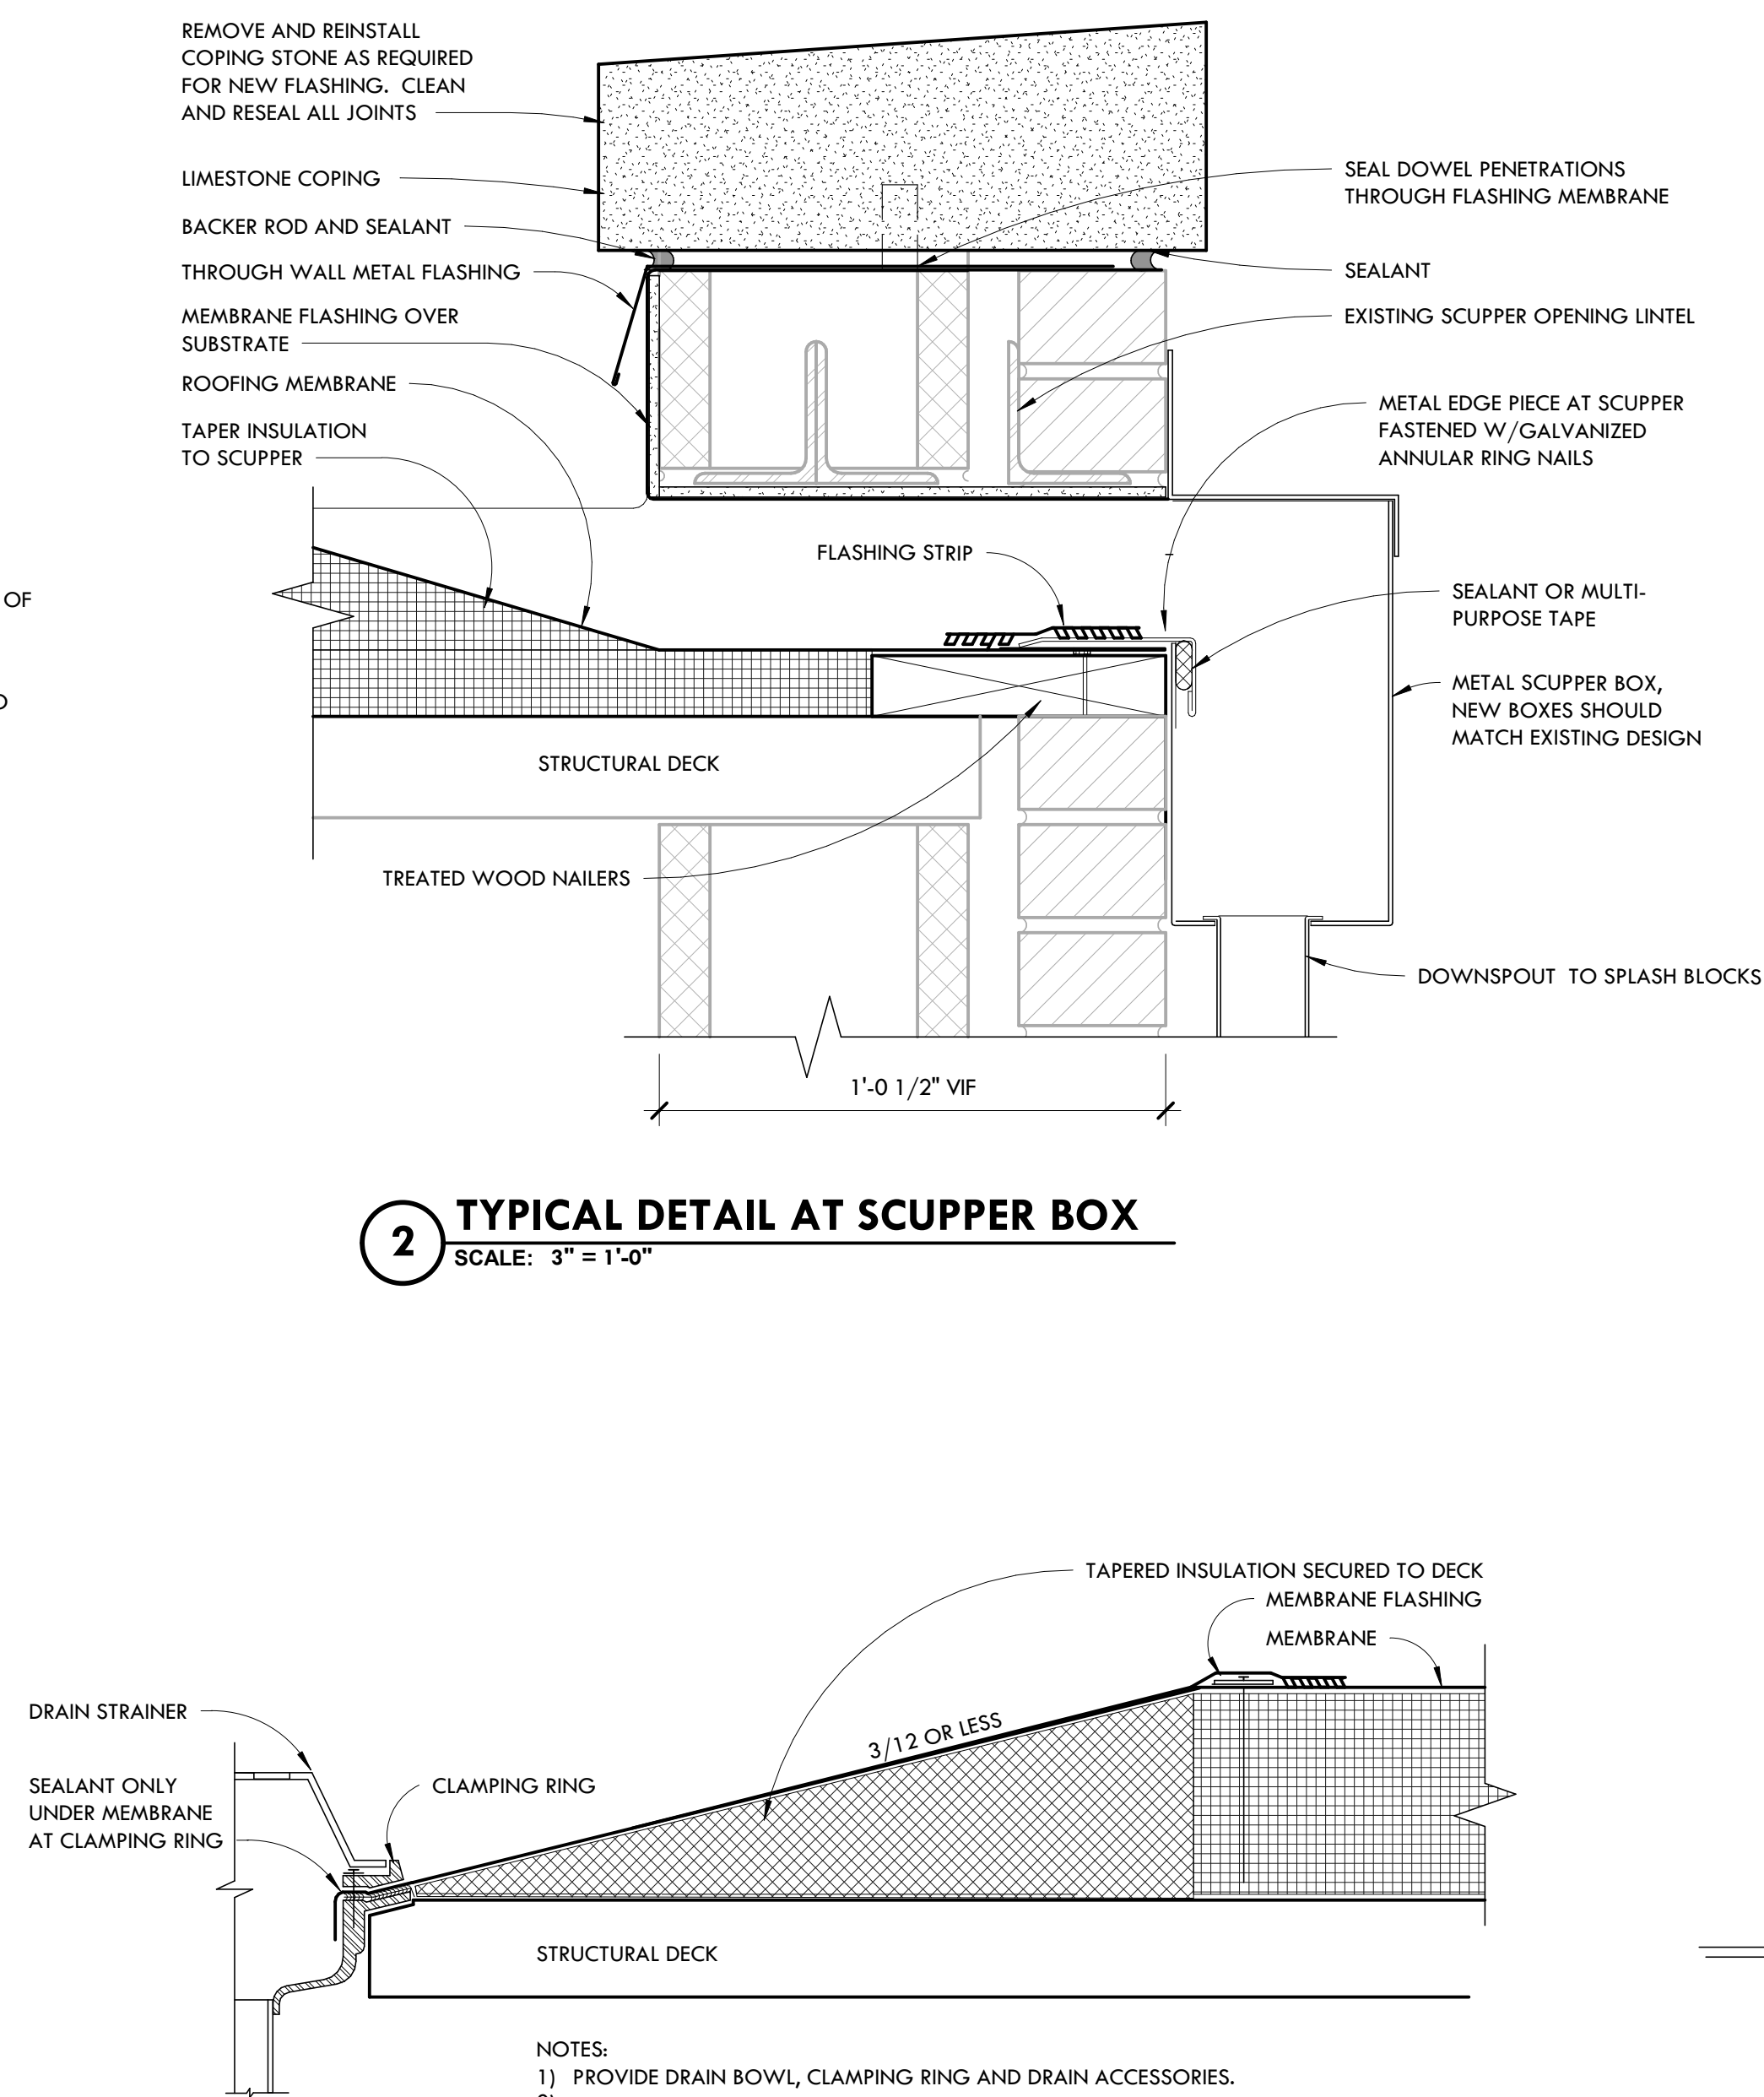 REMOVE AND REINSTALL
COPING STONE AS REQUIRED
FOR NEW FLASHING. CLEAN
AND RESEAL ALL JOINTS
LIMESTONE COPING
BACKER ROD AND SEALANT
THROUGH WALL METAL FLASHING
MEMBRANE FLASHING OVER
SUBSTRATE
ROOFING MEMBRANE
TAPER INSULATION
TO SCUPPER
SEAL DOWEL PENETRATIONS
THROUGH FLASHING MEMBRANE
SEALANT
EXISTING SCUPPER OPENING LINTEL
METAL EDGE PIECE AT SCUPPER
FASTENED W/GALVANIZED
ANNULAR RING NAILS
FLASHING STRIP
OF
SEALANT OR MULTI-
PURPOSE TAPE
METAL SCUPPER BOX,
NEW BOXES SHOULD
MATCH EXISTING DESIGN
STRUCTURAL DECK
TREATED WOOD NAILERS
DOWNSPOUT TO SPLASH BLOCKS
1'-0 1/2" VIF
2 TYPICAL DETAIL AT SCUPPER BOX
SCALE: 3" = 1'-0"
TAPERED INSULATION SECURED TO DECK
MEMBRANE FLASHING
MEMBRANE
DRAIN STRAINER
3/12 OR LESS
SEALANT ONLY
UNDER MEMBRANE
AT CLAMPING RING
CLAMPING RING
STRUCTURAL DECK
NOTES:
1) PROVIDE DRAIN BOWL, CLAMPING RING AND DRAIN ACCESSORIES.